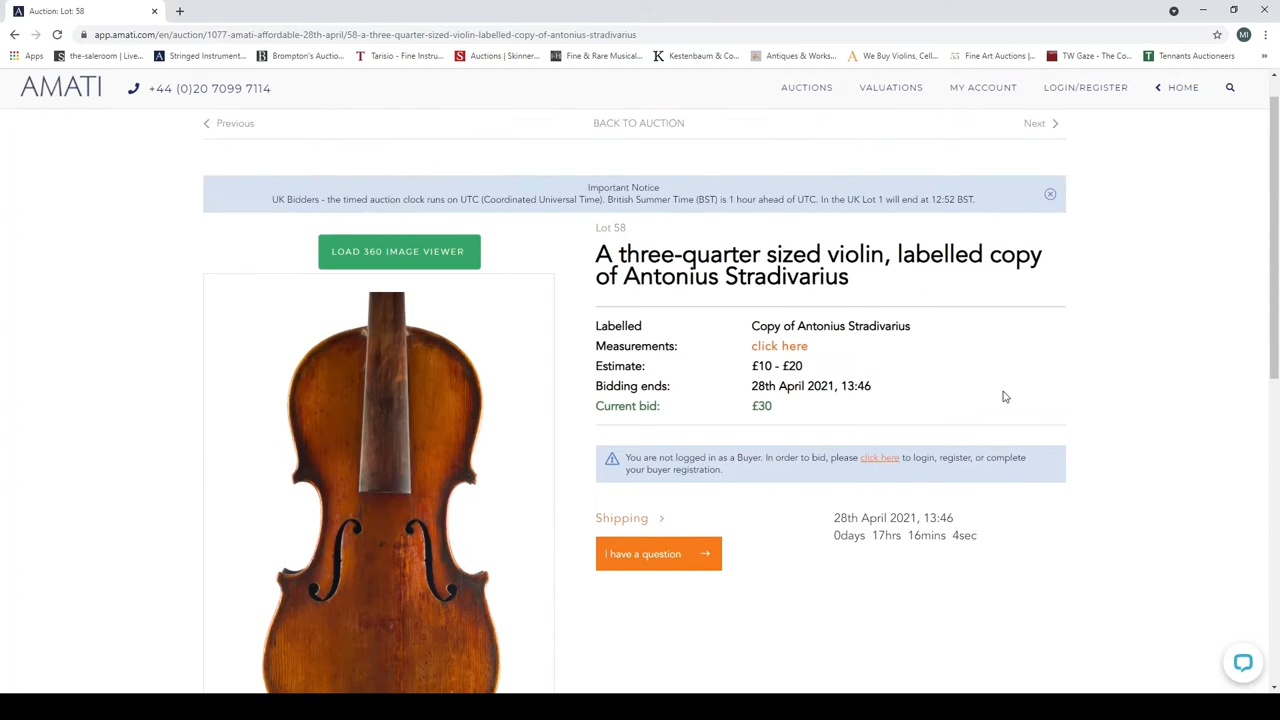 Auction: Lot: 58
app.amati.com/en/auction/1077-amati-affordable-28th-april/58-a-three-quarter-sized-violin-labelled-copy-of-antonius-stradivarius
MI
Apps
the-saleroom | Live...
Stringed Instrument...
Brompton's Auctio...
Tarisio - Fine Instru...
Auctions | Skinner...
Fine & Rare Musical...
Kestenbaum & Co...
Antiques & Works...
We Buy Violins, Cell...
Fine Art Auctions |...
TW Gaze - The Co...
Tennants Auctioneers
AMATI
+44 (0)20 7099 7114
AUCTIONS
VALUATIONS
MY ACCOUNT
LOGIN/REGISTER
HOME
Previous
BACK TO AUCTION
Next
Important Notice
UK Bidders - the timed auction clock runs on UTC (Coordinated Universal Time). British Summer Time (BST) is 1 hour ahead of UTC. In the UK Lot 1 will end at 12:52 BST.
LOAD 360 IMAGE VIEWER
Lot 58
A three-quarter sized violin, labelled copy
of Antonius Stradivarius
Labelled Copy of Antonius Stradivarius
Measurements: click here
Estimate: £10 - £20
Bidding ends: 28th April 2021, 13:46
Current bid: £30
You are not logged in as a Buyer. In order to bid, please click here to login, register, or complete
your buyer registration.
Shipping
28th April 2021, 13:46
0days 17hrs 16mins 4sec
I have a question